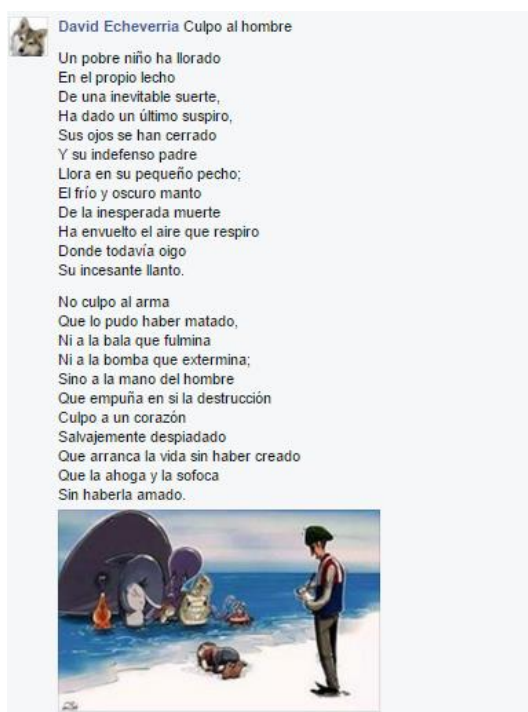 David Echeverria Culpo al hombre
Un pobre niño ha llorado
En el propio lecho
De una inevitable suerte,
Ha dado un último suspiro,
Sus ojos se han cerrado
Y su indefenso padre
Llora en su pequeño pecho;
El frío y oscuro manto
De la inesperada muerte
Ha envuelto el aire que respiro
Donde todavía oigo
Su incesante llanto.
No culpo al arma
Que lo pudo haber matado,
Ni a la bala que fulmina
Ni a la bomba que extermina;
Sino a la mano del hombre
Que empuña en si la destrucción
Culpo a un corazón
Salvajemente despiadado
Que arranca la vida sin haber creado
Que la ahoga y la sofoca
Sin haberla amado.